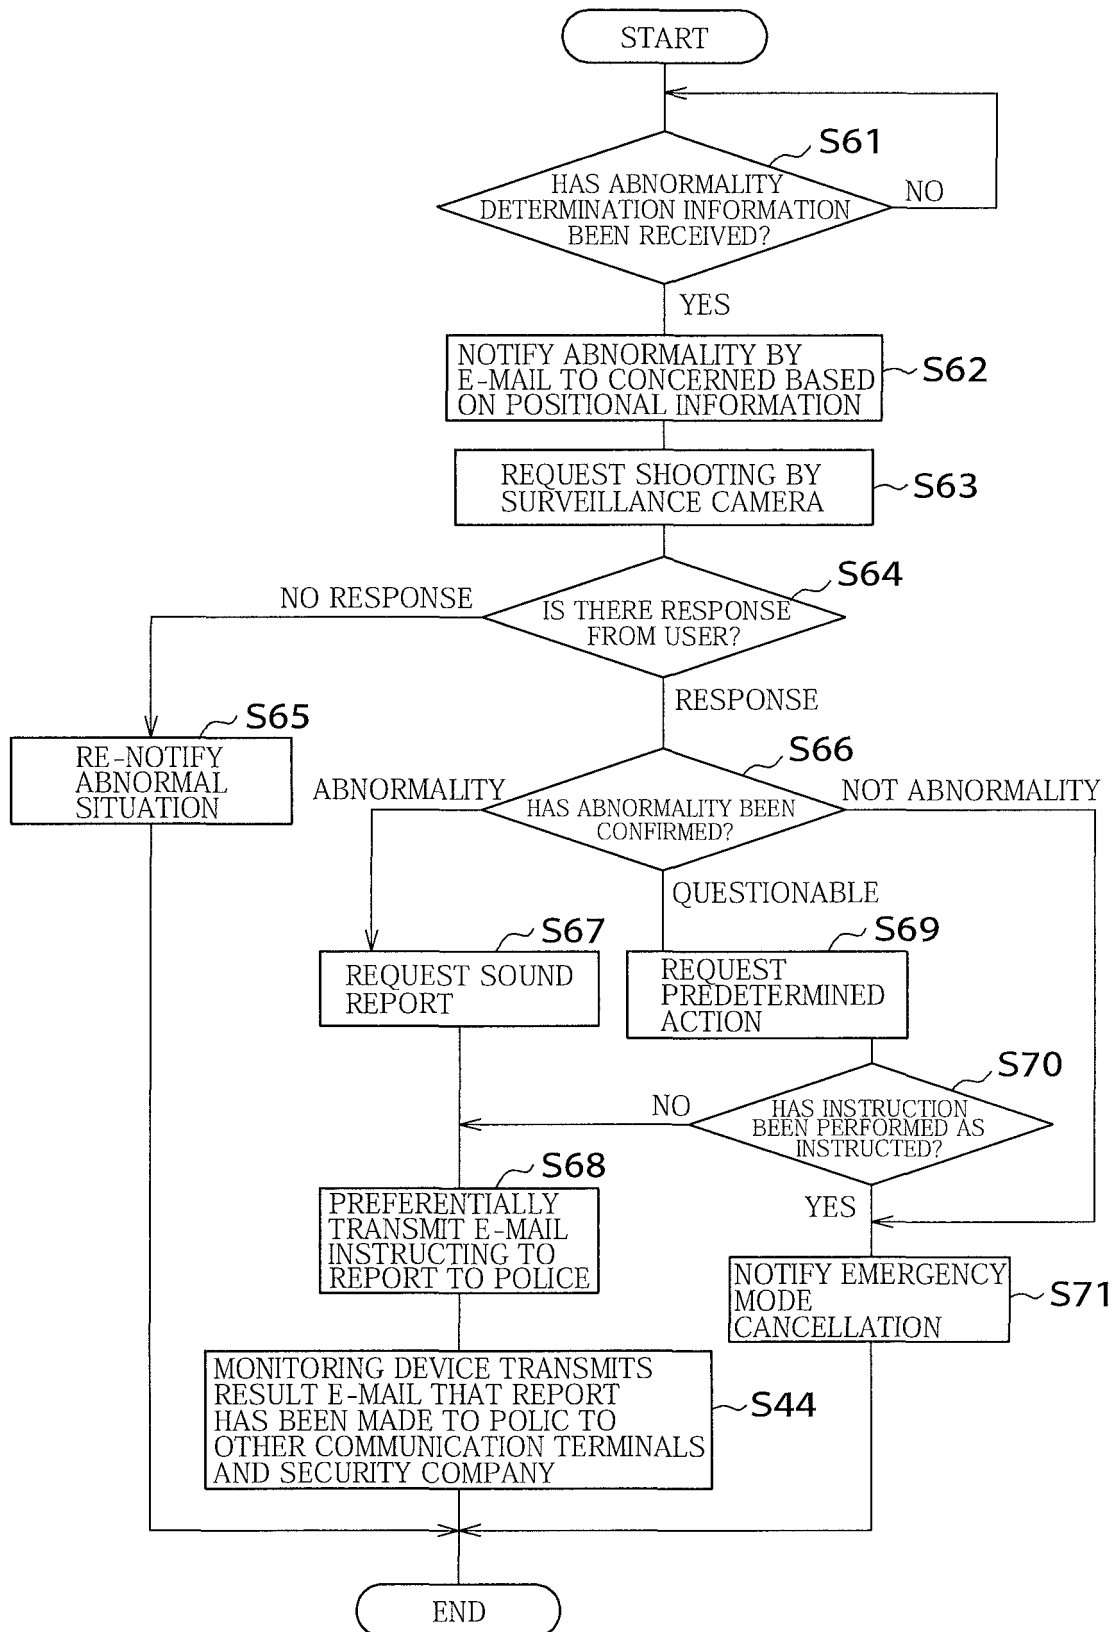 START
S61
HAS ABNORMALITY
DETERMINATION INFORMATION
BEEN RECEIVED?
NO
YES
NOTIFY ABNORMALITY BY
E-MAIL TO CONCERNED BASED
ON POSITIONAL INFORMATION
S62
REQUEST SHOOTING BY
SURVEILLANCE CAMERA
S63
S64
NO RESPONSE
IS THERE RESPONSE
FROM USER?
RESPONSE
S65
RE-NOTIFY
ABNORMAL
SITUATION
S66
ABNORMALITY
HAS ABNORMALITY BEEN
CONFIRMED?
NOT ABNORMALITY
QUESTIONABLE
S67
REQUEST SOUND
REPORT
S69
REQUEST
PREDETERMINED
ACTION
S70
NO
HAS INSTRUCTION
BEEN PERFORMED AS
INSTRUCTED?
YES
S68
PREFERENTIALLY
TRANSMIT E-MAIL
INSTRUCTING TO
REPORT TO POLICE
NOTIFY EMERGENCY
MODE
CANCELLATION
S71
MONITORING DEVICE TRANSMITS
RESULT E-MAIL THAT REPORT
HAS BEEN MADE TO POLIC TO
OTHER COMMUNICATION TERMINALS
AND SECURITY COMPANY
S44
END